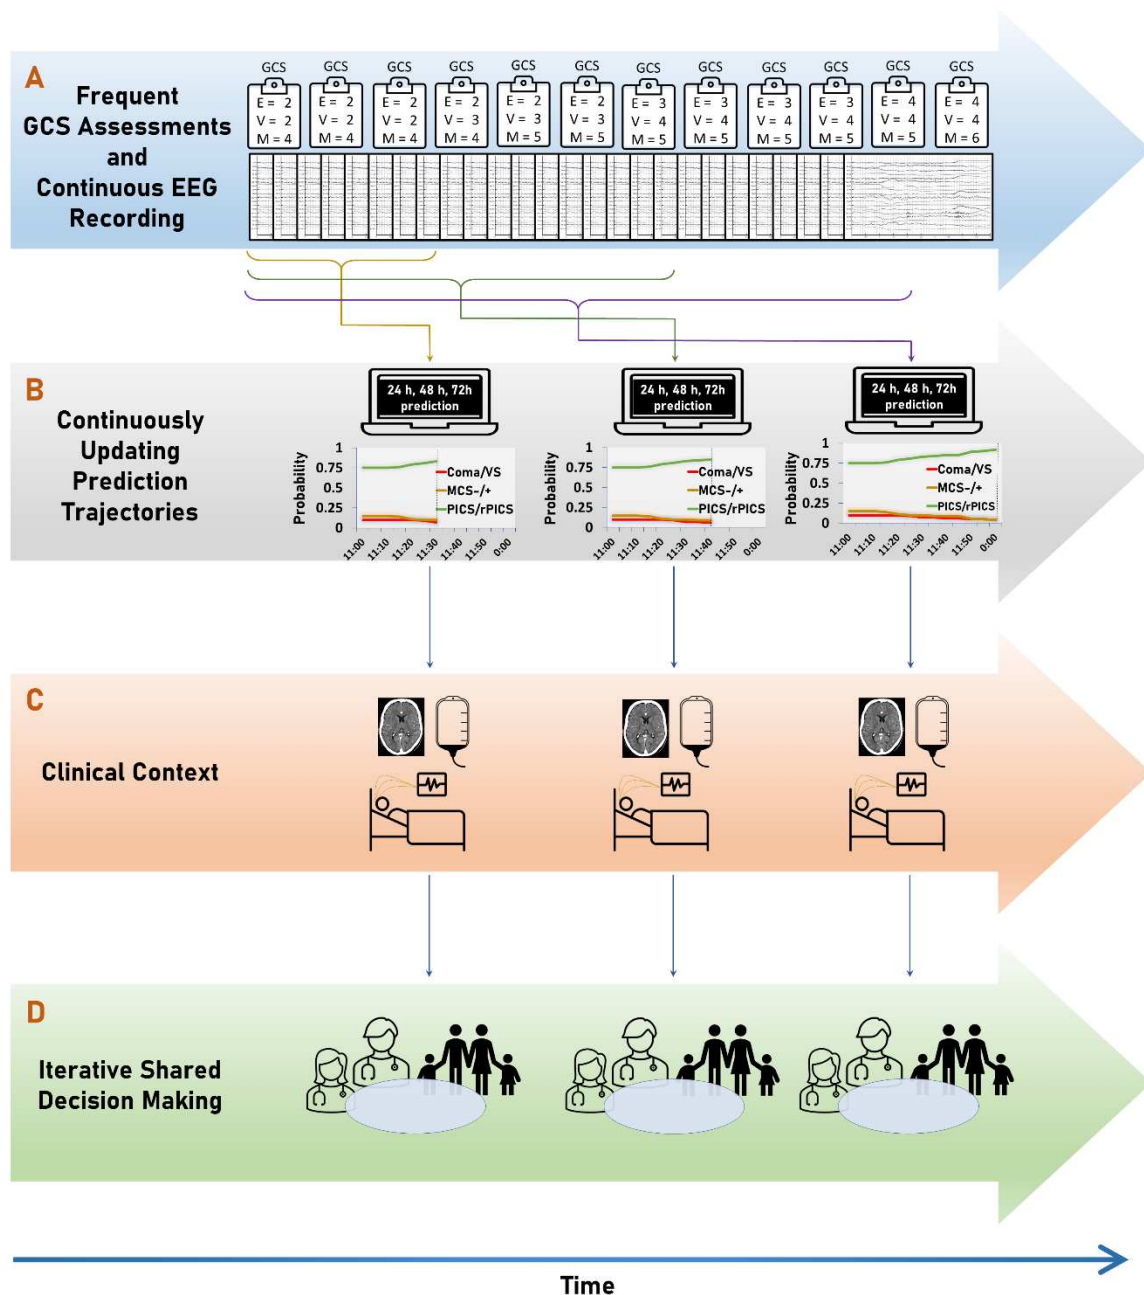 A
Frequent
GCS Assessments
and
Continuous EEG
Recording
GCS GCS GCS GCS GCS GCS GCS GCS GCS GCS GCS GCS
E = 2 E = 2 E = 2 E = 2 E = 2 E = 2 E = 3 E = 3 E = 3 E = 3 E = 4 E = 4
V = 2 V = 2 V = 2 V = 3 V = 3 V = 3 V = 4 V = 4 V = 4 V = 4 V = 4 V = 4
M = 4 M = 4 M = 4 M = 4 M = 5 M = 5 M = 5 M = 5 M = 5 M = 5 M = 5 M = 6
B
Continuously
Updating
Prediction
Trajectories
24 h, 48 h, 72h
prediction
Probability
1
0.75
0.5
0.25
0
Coma/VS
MCS-/+
PICS/rPICS
11:00 11:10 11:20 11:30 11:40 11:50 0:00
24 h, 48 h, 72h
prediction
Probability
1
0.75
0.5
0.25
0
Coma/VS
MCS-/+
PICS/rPICS
11:00 11:10 11:20 11:30 11:40 11:50 0:00
24 h, 48 h, 72h
prediction
Probability
1
0.75
0.5
0.25
0
Coma/VS
MCS-/+
PICS/rPICS
11:00 11:10 11:20 11:30 11:40 11:50 0:00
C
Clinical Context
D
Iterative Shared
Decision Making
Time